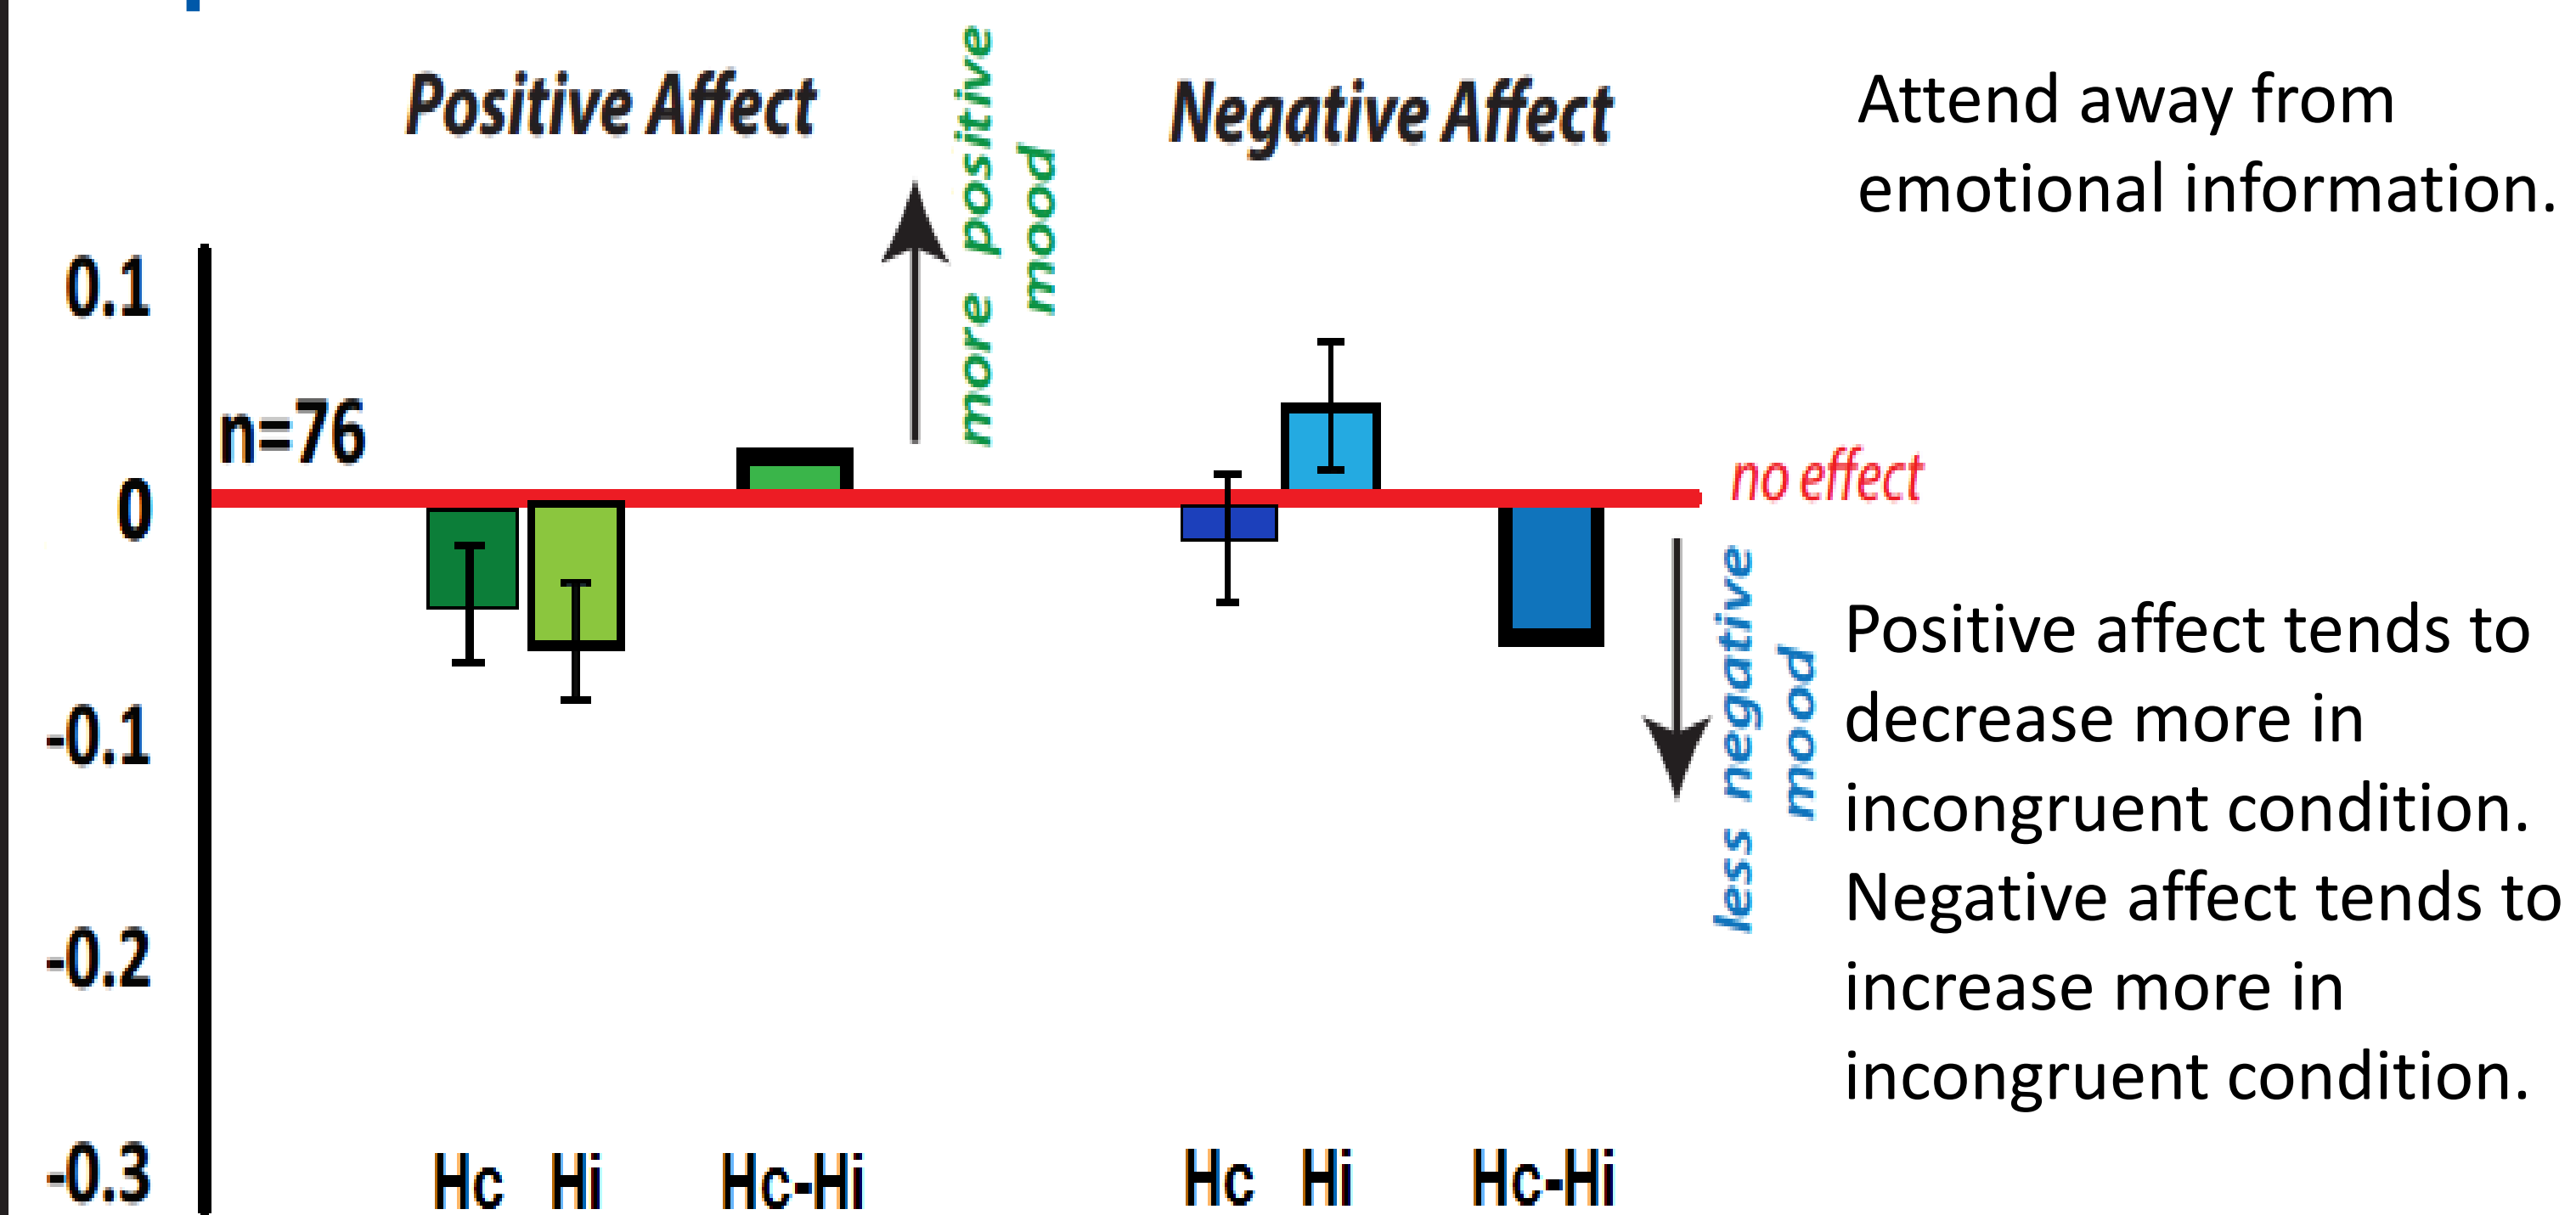 Positive Affect
more positive
mood
Negative Affect
Attend away from
emotional information.
0.1
n=76
0
no effect
-0.1
-0.2
-0.3
less negative
mood
Positive affect tends to
decrease more in
incongruent condition.
Negative affect tends to
increase more in
incongruent condition.
Hc Hi Hc-Hi Hc Hi Hc-Hi